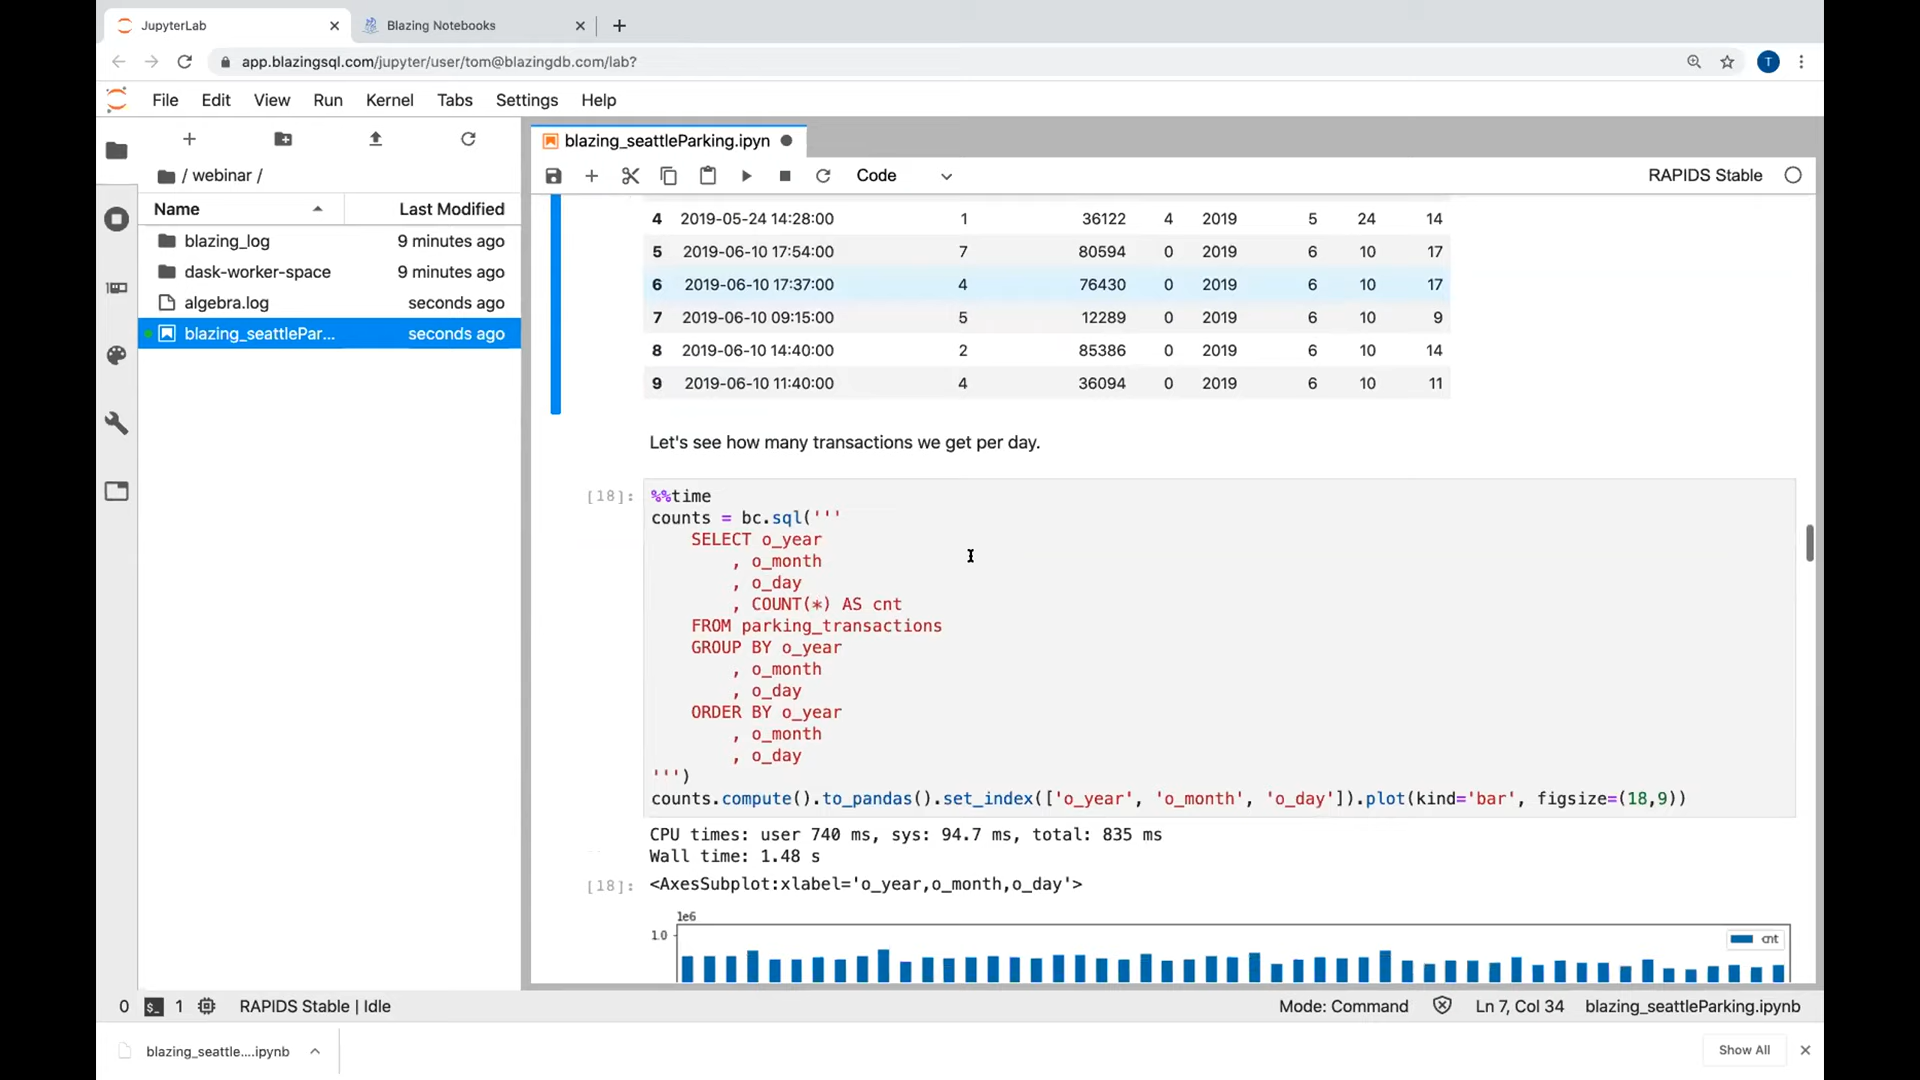 JupyterLab
Blazing Notebooks
app.blazingsql.com/jupyter/user/tom@blazingdb.com/lab?
T
File Edit View Run Kernel Tabs Settings Help
blazing_seattleParking.ipyn
/ webinar /
Code
RAPIDS Stable
Name Last Modified
blazing_log 9 minutes ago
dask-worker-space 9 minutes ago
algebra.log seconds ago
blazing_seattlePar... seconds ago
4 2019-05-24 14:28:00 1 36122 4 2019 5 24 14
5 2019-06-10 17:54:00 7 80594 0 2019 6 10 17
6 2019-06-10 17:37:00 4 76430 0 2019 6 10 17
7 2019-06-10 09:15:00 5 12289 0 2019 6 10 9
8 2019-06-10 14:40:00 2 85386 0 2019 6 10 14
9 2019-06-10 11:40:00 4 36094 0 2019 6 10 11
Let's see how many transactions we get per day.
[18]: %%time
counts = bc.sql('''
SELECT o_year
, o_month
, o_day
, COUNT(*) AS cnt
FROM parking_transactions
GROUP BY o_year
, o_month
, o_day
ORDER BY o_year
, o_month
, o_day
''')
counts.compute().to_pandas().set_index(['o_year', 'o_month', 'o_day']).plot(kind='bar', figsize=(18,9))
CPU times: user 740 ms, sys: 94.7 ms, total: 835 ms
Wall time: 1.48 s
[18]: <AxesSubplot:xlabel='o_year,o_month,o_day'>
1e6
1.0
cnt
0 $_ 1 RAPIDS Stable | Idle
Mode: Command Ln 7, Col 34 blazing_seattleParking.ipynb
blazing_seattle....ipynb
Show All